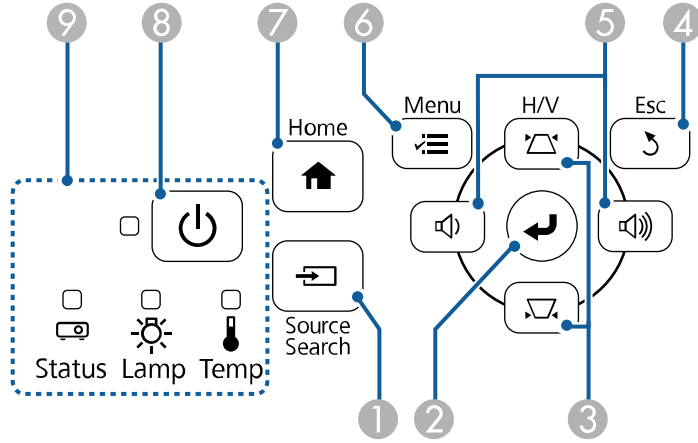 9 8 7 6 5 4
Menu H/V Esc
Home
Source
Search
Status Lamp Temp
1 2 3